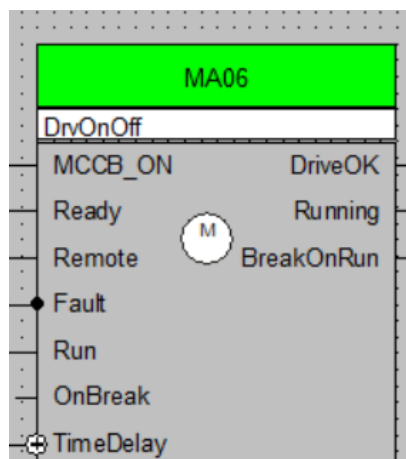 MA06
DrvOnOff
MCCB_ON DriveOK
Ready Running
M
Remote BreakOnRun
Fault
Run
OnBreak
TimeDelay